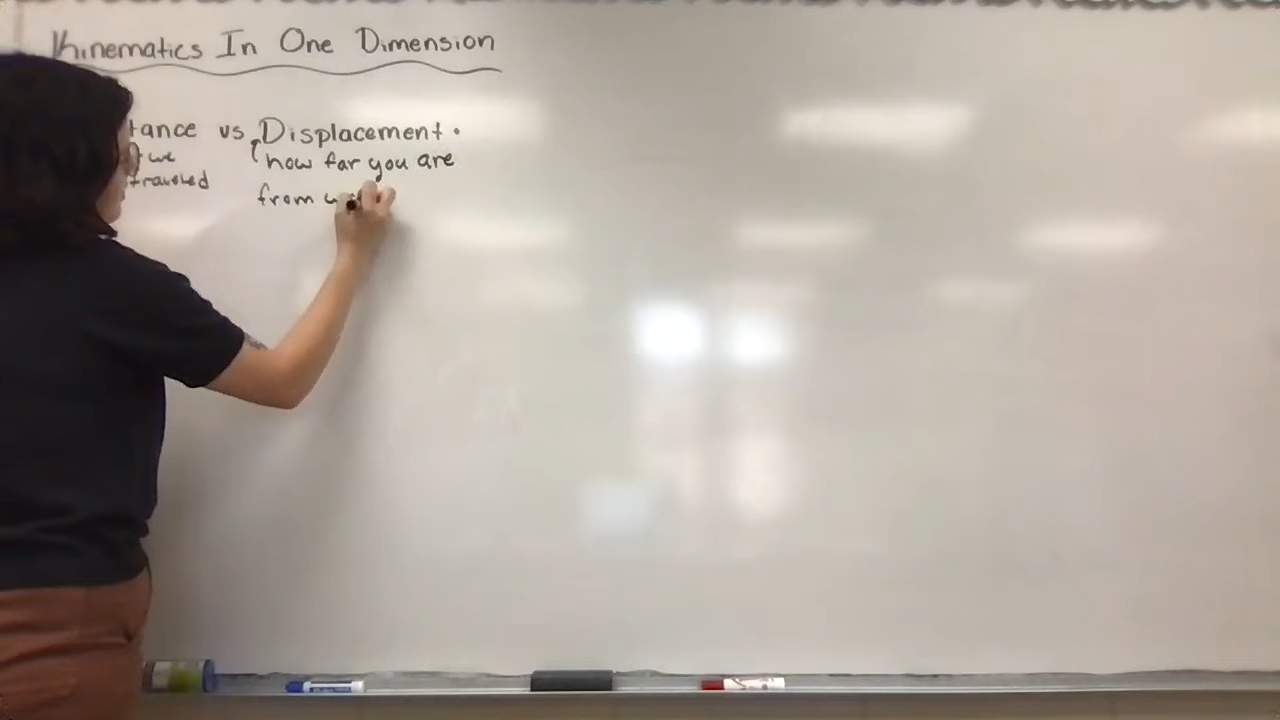 Kinematics In One Dimension
tance vs Displacement.
we how far you are
traveled from